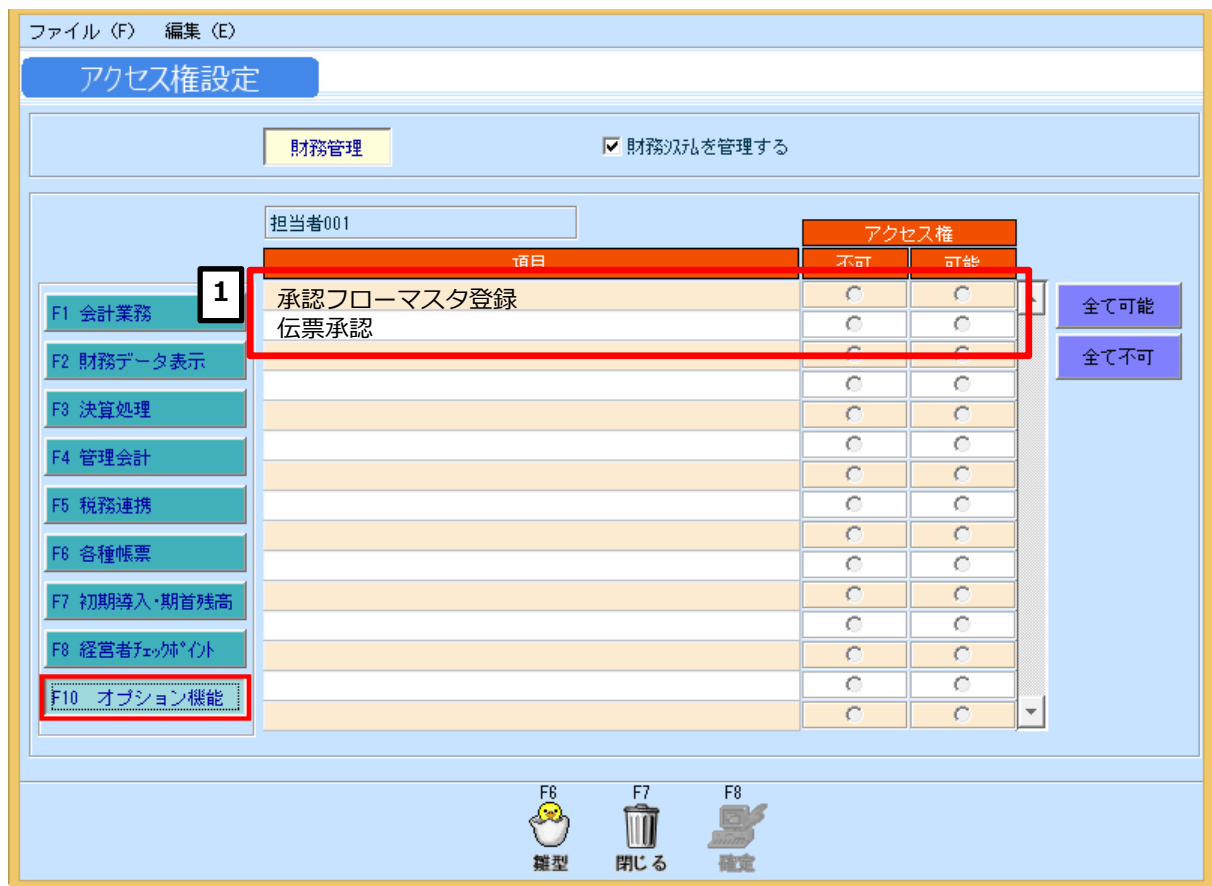 ファイル (F) 編集 (E)
アクセス権設定
財務管理
財務ｼｽﾃﾑを管理する
担当者001
アクセス権
項目 不可 可能
1
承認フローマスタ登録
伝票承認
全て可能
全て不可
F1 会計業務
F2 財務データ表示
F3 決算処理
F4 管理会計
F5 税務連携
F6 各種帳票
F7 初期導入･期首残高
F8 経営者ﾁｪｯｸﾎﾟｲﾝﾄ
F10 オプション機能
F6 F7 F8
雛型 閉じる 確定